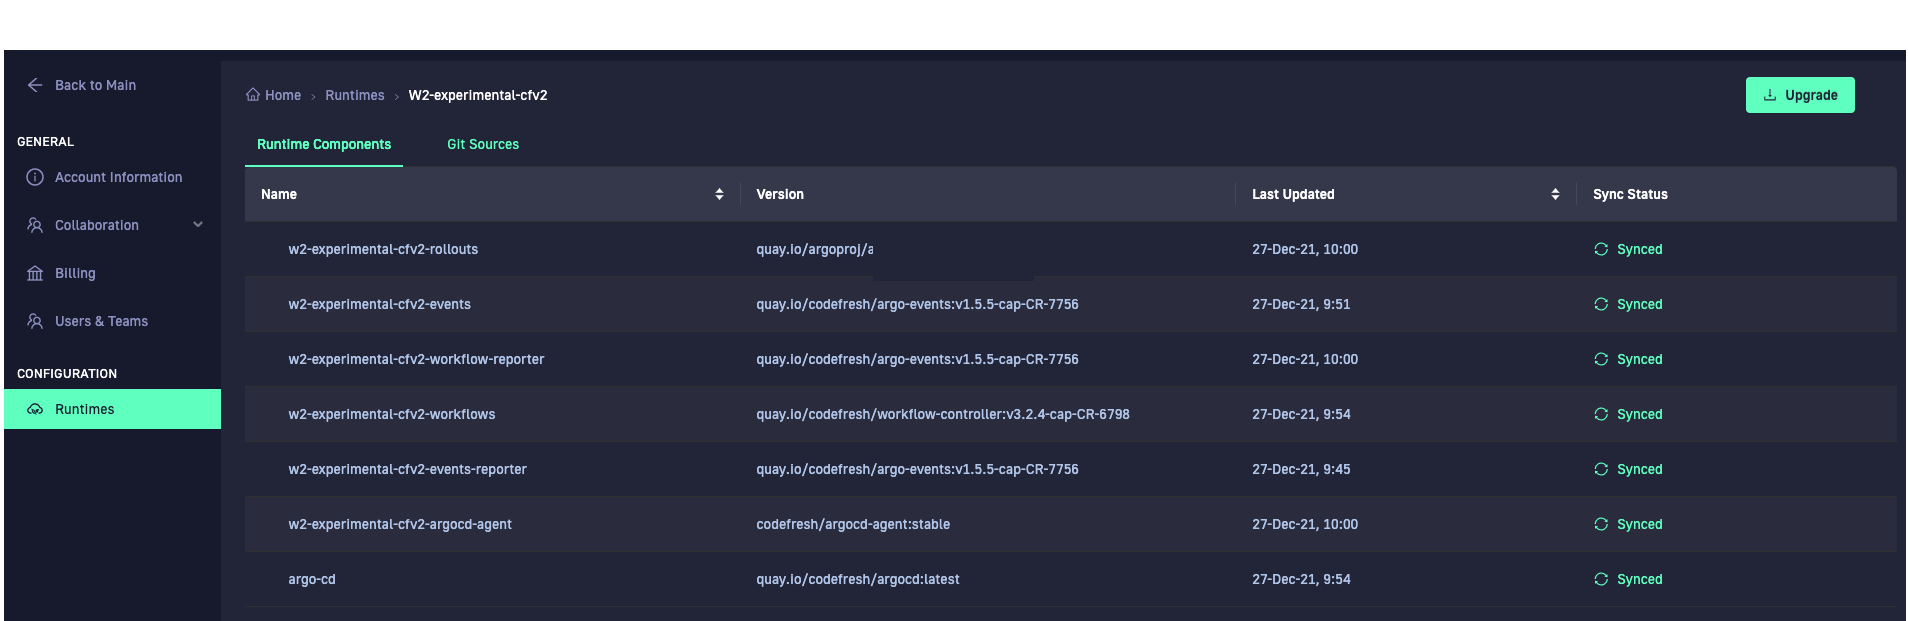 Back to Main
GENERAL
Account Information
Collaboration
Billing
Users & Teams
CONFIGURATION
Runtimes
Home › Runtimes › W2-experimental-cfv2
Upgrade
Runtime Components Git Sources
Name Version Last Updated Sync Status
w2-experimental-cfv2-rollouts quay.io/argoproj/a 27-Dec-21, 10:00 Synced
w2-experimental-cfv2-events quay.io/codefresh/argo-events:v1.5.5-cap-CR-7756 27-Dec-21, 9:51 Synced
w2-experimental-cfv2-workflow-reporter quay.io/codefresh/argo-events:v1.5.5-cap-CR-7756 27-Dec-21, 10:00 Synced
w2-experimental-cfv2-workflows quay.io/codefresh/workflow-controller:v3.2.4-cap-CR-6798 27-Dec-21, 9:54 Synced
w2-experimental-cfv2-events-reporter quay.io/codefresh/argo-events:v1.5.5-cap-CR-7756 27-Dec-21, 9:45 Synced
w2-experimental-cfv2-argocd-agent codefresh/argocd-agent:stable 27-Dec-21, 10:00 Synced
argo-cd quay.io/codefresh/argocd:latest 27-Dec-21, 9:54 Synced